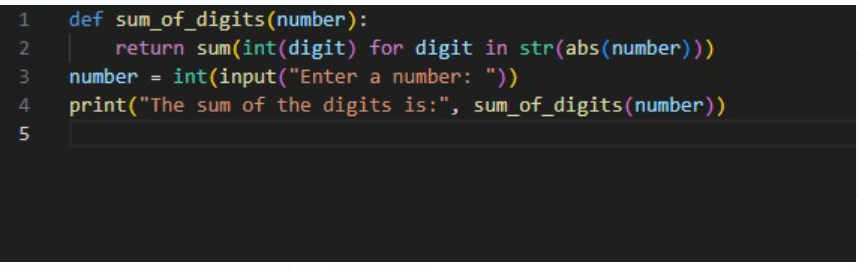 1 def sum_of_digits(number):
2     return sum(int(digit) for digit in str(abs(number)))
3 number = int(input("Enter a number: "))
4 print("The sum of the digits is:", sum_of_digits(number))
5